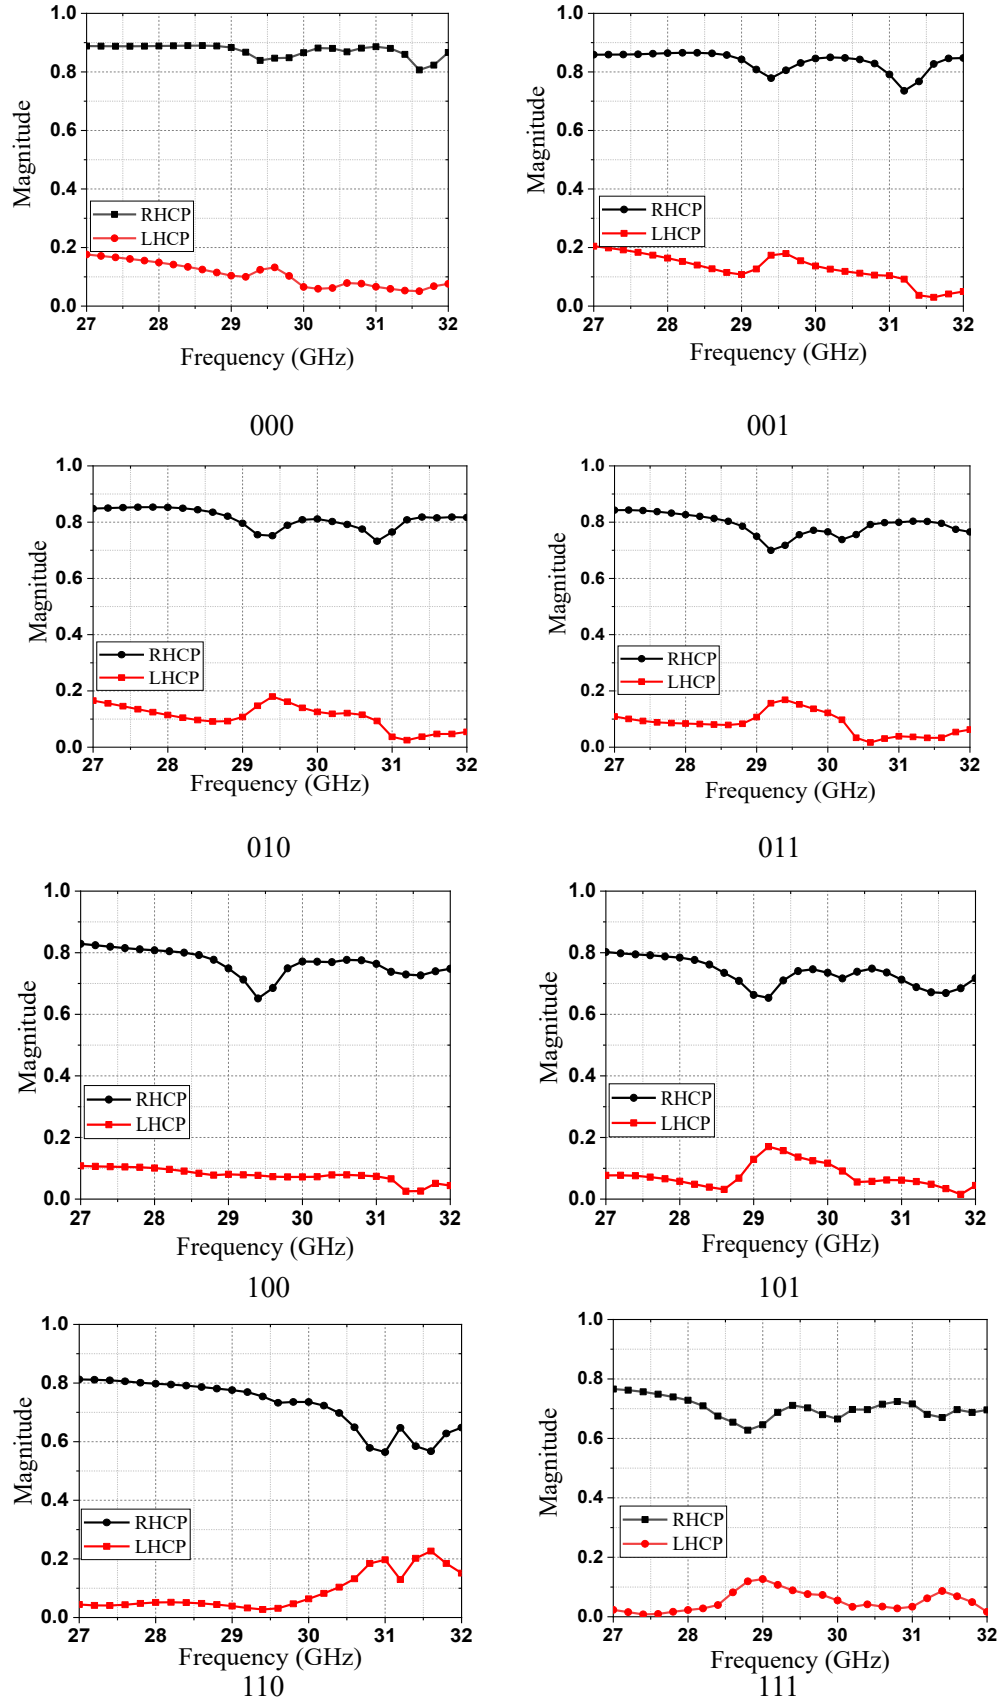 1.0 0.8 0.6 0.4 0.2 0.0
Magnitude
RHCP
LHCP
27 28 29 30 31 32
Frequency (GHz)
000
1.0 0.8 0.6 0.4 0.2 0.0
Magnitude
RHCP
LHCP
27 28 29 30 31 32
Frequency (GHz)
001
1.0 0.8 0.6 0.4 0.2 0.0
Magnitude
RHCP
LHCP
27 28 29 30 31 32
Frequency (GHz)
010
1.0 0.8 0.6 0.4 0.2 0.0
Magnitude
RHCP
LHCP
27 28 29 30 31 32
Frequency (GHz)
011
1.0 0.8 0.6 0.4 0.2 0.0
Magnitude
RHCP
LHCP
27 28 29 30 31 32
Frequency (GHz)
100
1.0 0.8 0.6 0.4 0.2 0.0
Magnitude
RHCP
LHCP
27 28 29 30 31 32
Frequency (GHz)
101
1.0 0.8 0.6 0.4 0.2 0.0
Magnitude
RHCP
LHCP
27 28 29 30 31 32
Frequency (GHz)
110
1.0 0.8 0.6 0.4 0.2 0.0
Magnitude
RHCP
LHCP
27 28 29 30 31 32
Frequency (GHz)
111